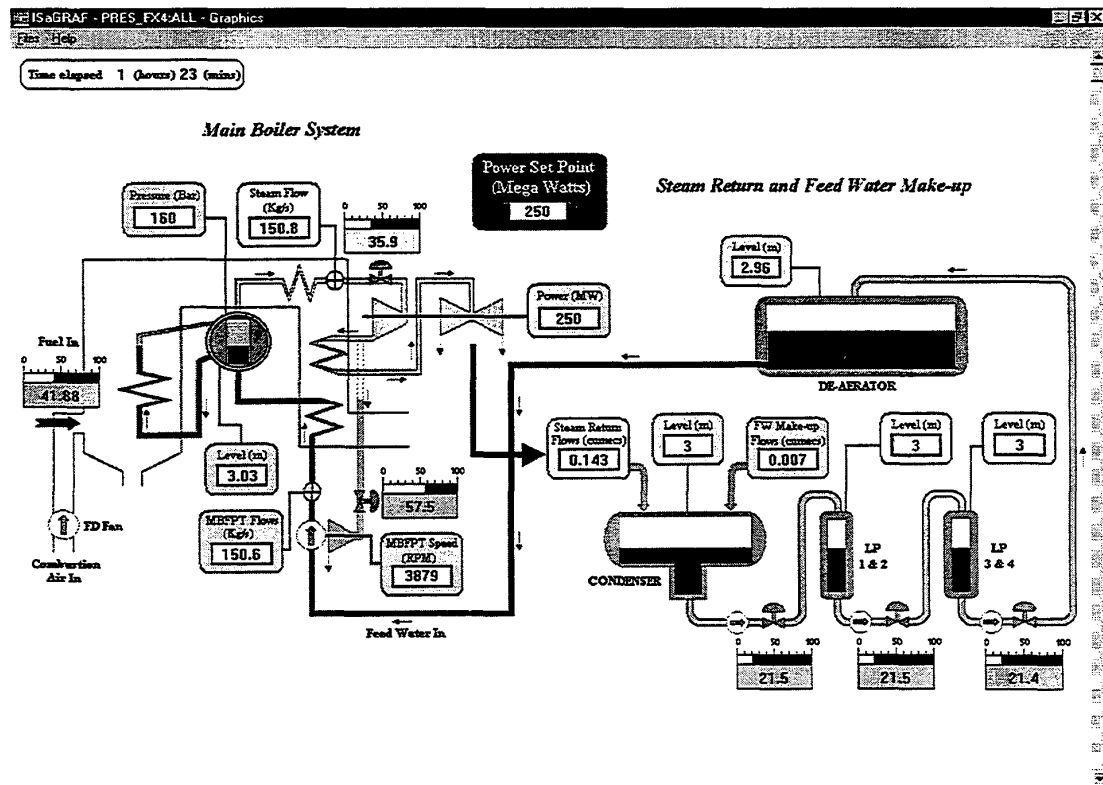 ISaGRAF - PRES_FX4:ALL - Graphics
Files Help
Time elapsed 1 (hours) 23 (mins)
Main Boiler System
Power Set Point
(Mega Watts)
250
Steam Return and Feed Water Make-up
Pressure (Bar)
160
Steam Flow
(Kg/s)
150.8
0 50 100
35.9
Level (m)
2.96
Power (MW)
250
Fuel In
0 50 100
41.88
DE-AERATOR
Level (m)
3.03
Steam Return
Flows (cumecs)
0.143
Level (m)
3
FW Make-up
Flows (cumecs)
0.007
Level (m)
3
Level (m)
3
0 50 100
57.5
FD Fan
MBFPT Flows
(Kg/s)
150.6
MBFPT Speed
(RPM)
3879
Combustion
Air In
CONDENSER
LP
1 & 2
LP
3 & 4
Feed Water In
0 50 100
21.5
0 50 100
21.5
0 50 100
21.4